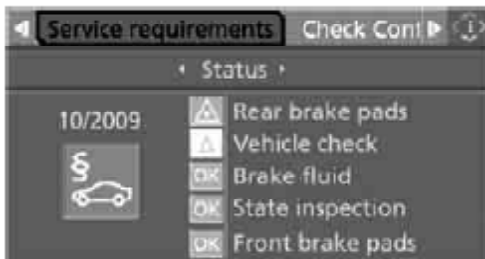 Service requirements Check Cont
Status
10/2009
Rear brake pads
Vehicle check
§
OK Brake fluid
OK State inspection
OK Front brake pads